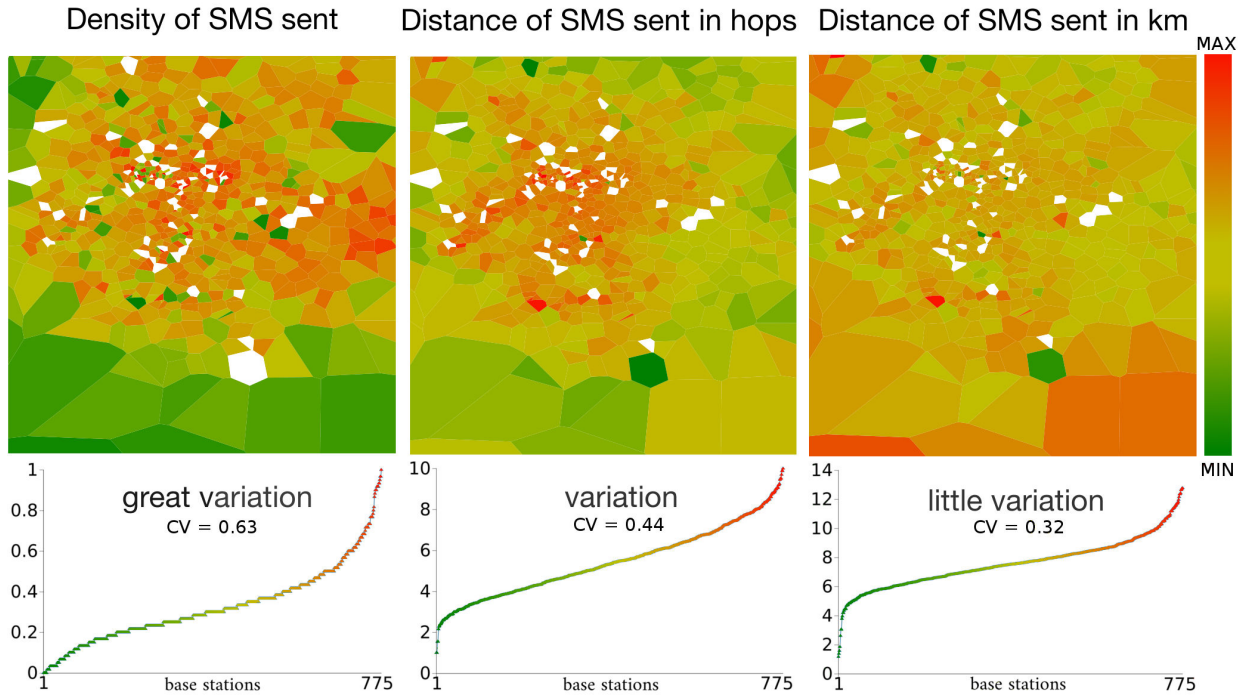 Density of SMS sent
Distance of SMS sent in hops
Distance of SMS sent in km
MAX
MIN
1
0.8
0.6
0.4
0.2
0
great variation
CV = 0.63
1
base stations
775
10
8
6
4
2
0
variation
CV = 0.44
1
base stations
775
14
12
10
8
6
4
2
0
little variation
CV = 0.32
1
base stations
775